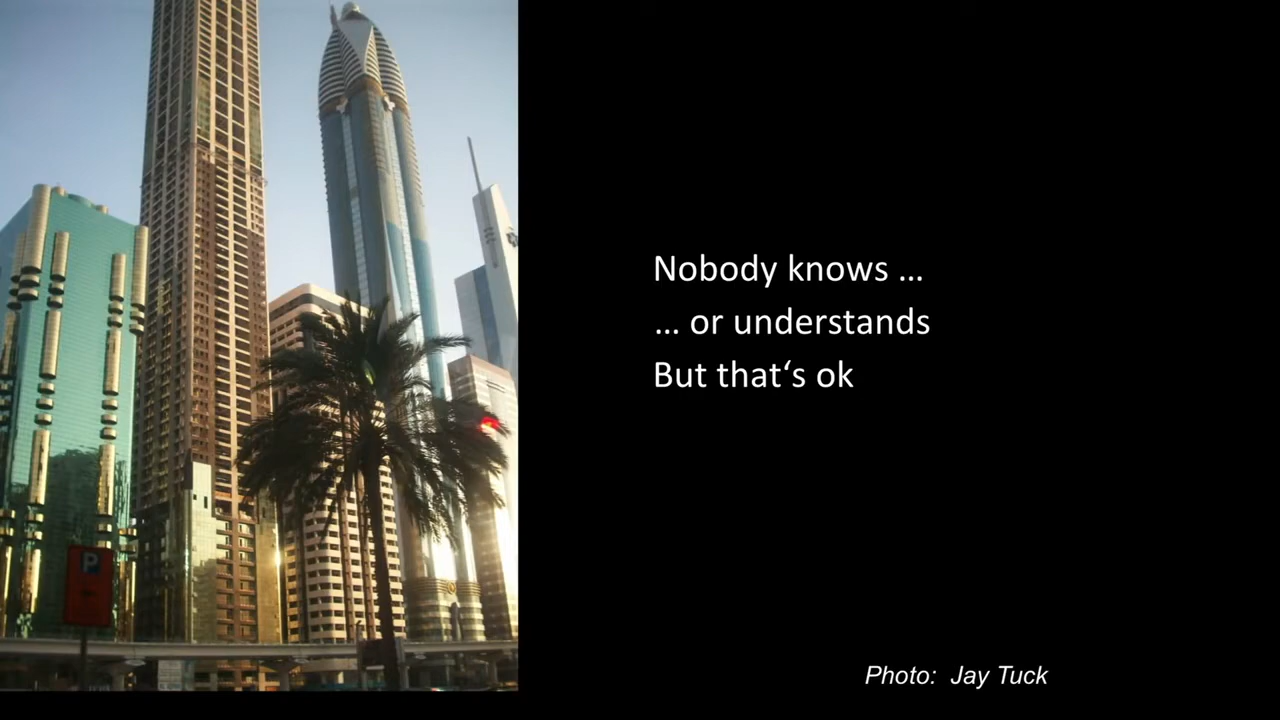 Nobody knows ...
... or understands
But that‘s ok
P
Photo: Jay Tuck